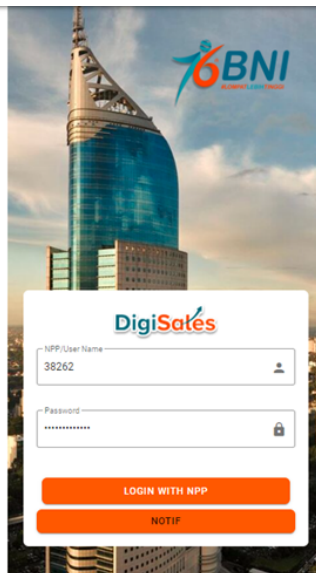 76 BNI
DigiSales
NPP/User Name
38262
Password
•••••••••••••
LOGIN WITH NPP
NOTIF